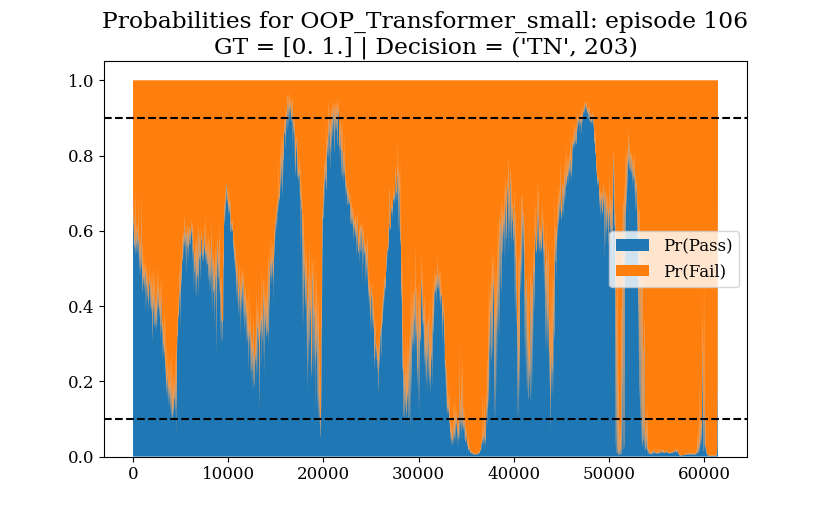 Probabilities for OOP_Transformer_small: episode 106
GT = [0. 1.] | Decision = ('TN', 203)
1.0
0.8
0.6
0.4
0.2
0.0
Pr(Pass)
Pr(Fail)
0 10000 20000 30000 40000 50000 60000